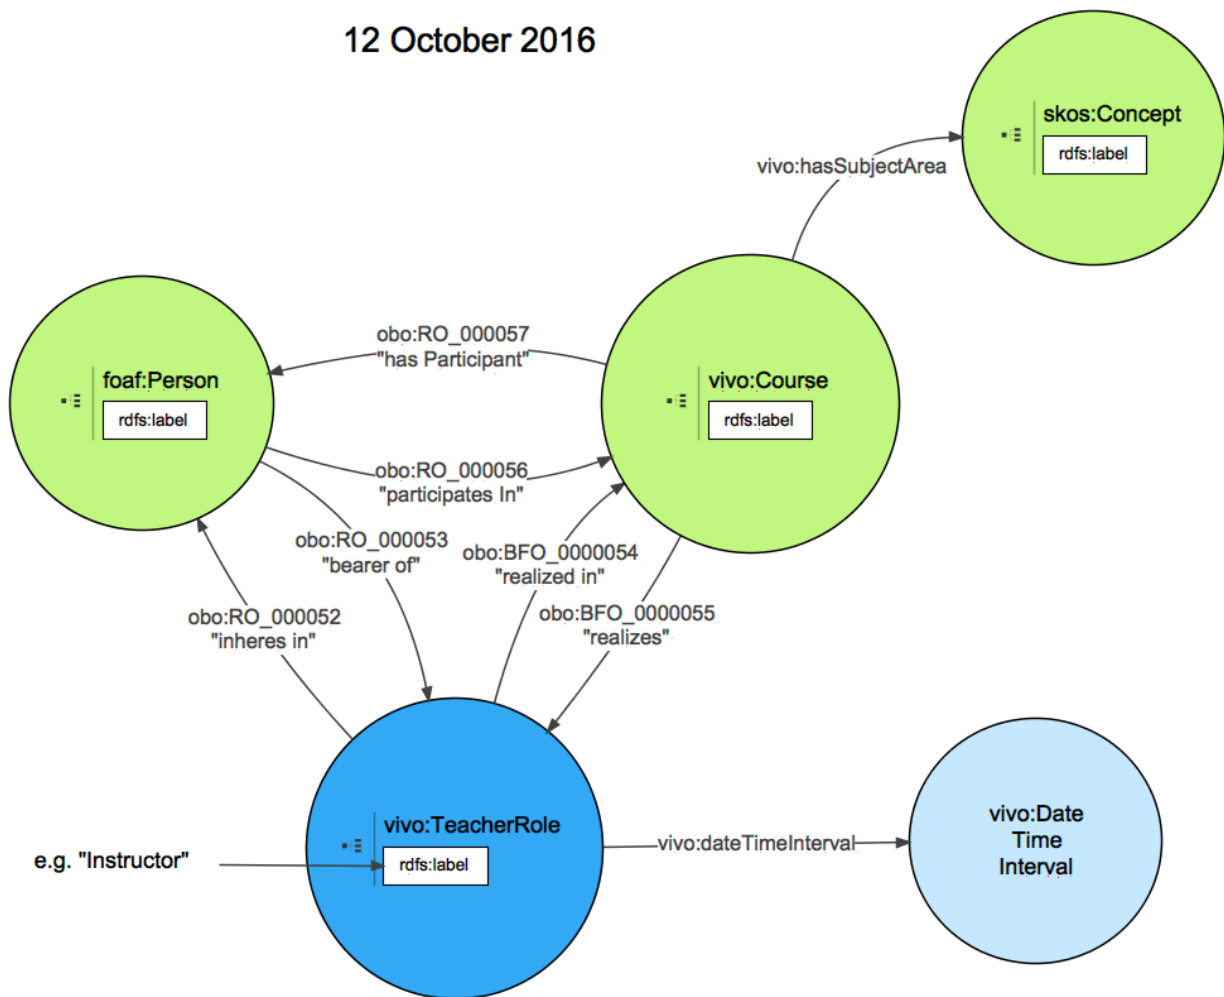 12 October 2016
skos:Concept
rdfs:label
vivo:hasSubjectArea
obo:RO_000057
"has Participant"
foaf:Person
rdfs:label
vivo:Course
rdfs:label
obo:RO_000056
"participates In"
obo:RO_000053
"bearer of"
obo:BFO_0000054
"realized in"
obo:RO_000052
"inheres in"
obo:BFO_0000055
"realizes"
vivo:TeacherRole
rdfs:label
e.g. "Instructor"
vivo:dateTimeInterval
vivo:Date
Time
Interval